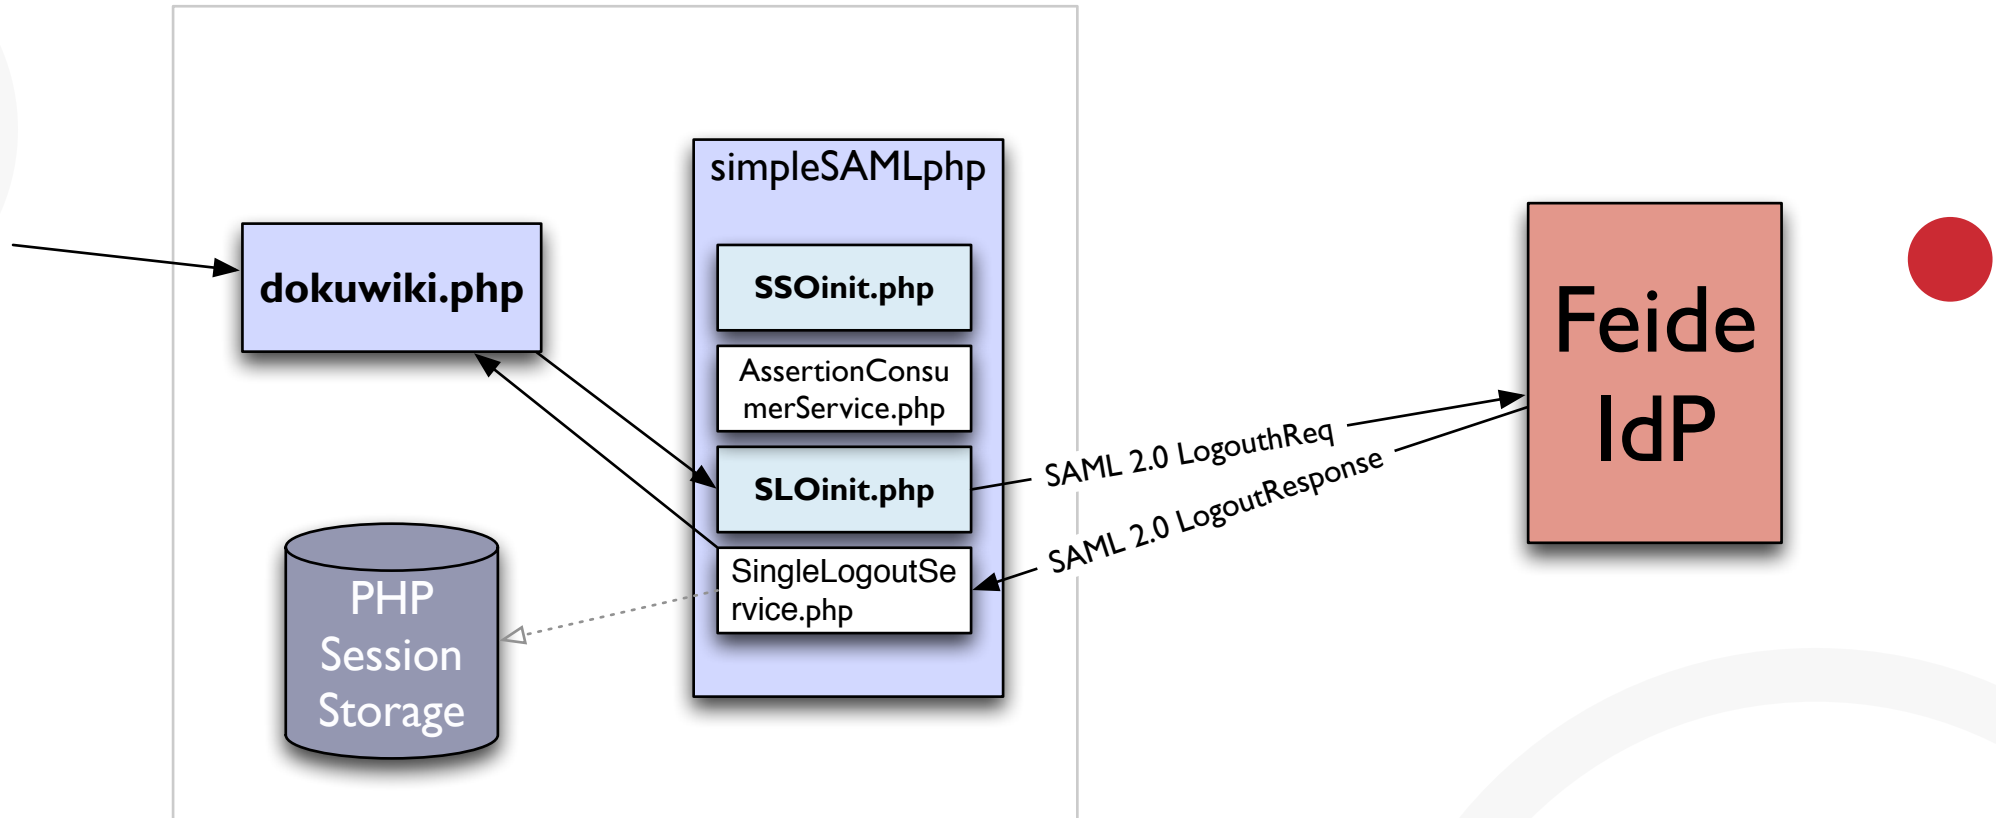 simpleSAMLphp
dokuwiki.php
SSOinit.php
AssertionConsu
merService.php
SLOinit.php
SingleLogoutSe
rvice.php
PHP
Session
Storage
SAML 2.0 LogouthReq
SAML 2.0 LogoutResponse
Feide
IdP